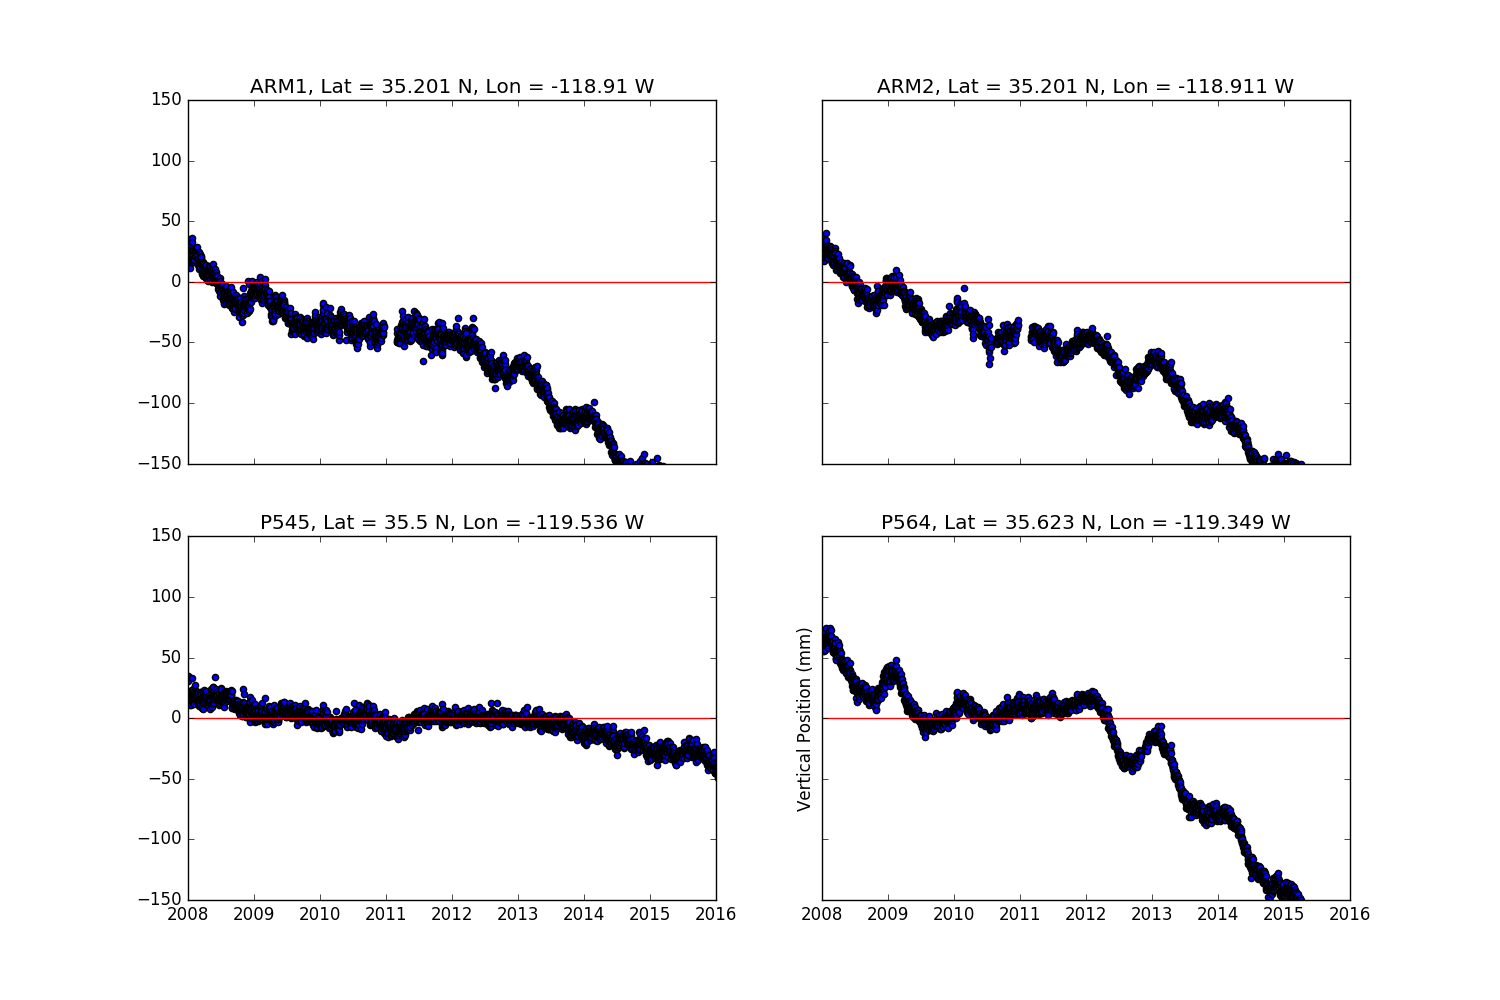 ARM1, Lat = 35.201 N, Lon = -118.91 W
ARM2, Lat = 35.201 N, Lon = -118.911 W
150
100
50
0
−50
−100
−150
P545, Lat = 35.5 N, Lon = -119.536 W
P564, Lat = 35.623 N, Lon = -119.349 W
150
100
50
0
−50
−100
−150
Vertical Position (mm)
2008 2009 2010 2011 2012 2013 2014 2015 2016
2008 2009 2010 2011 2012 2013 2014 2015 2016